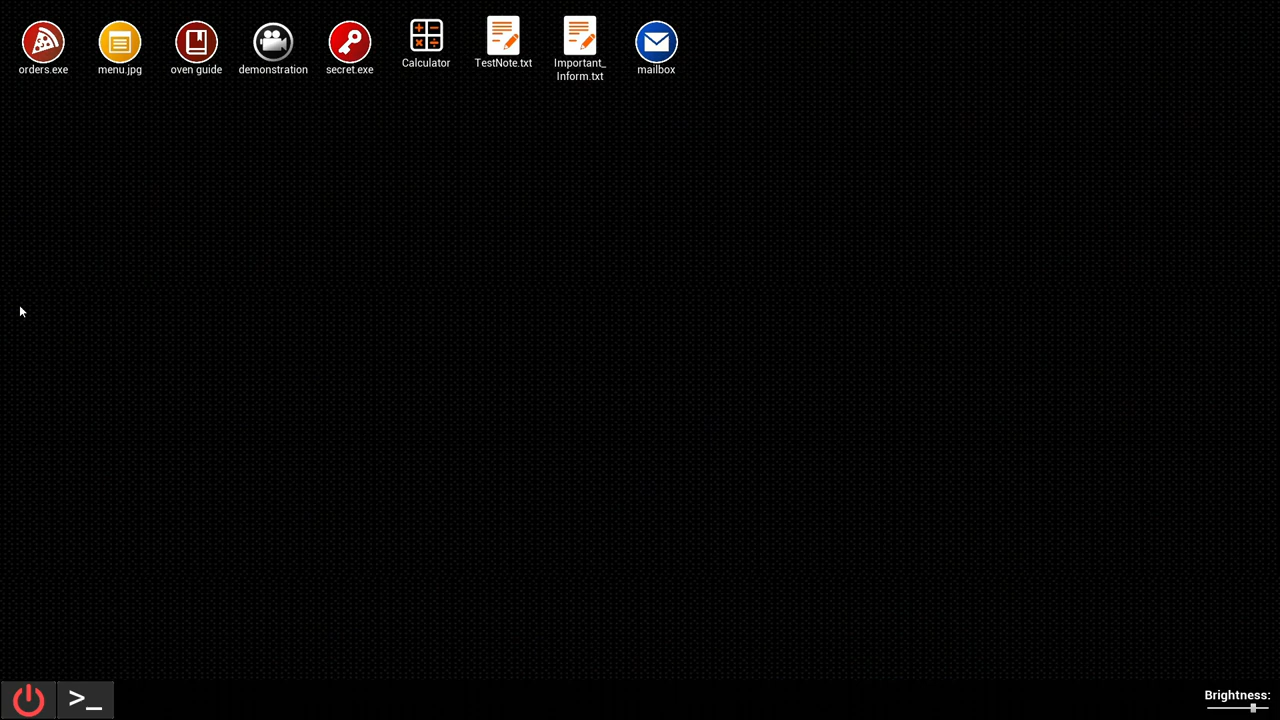 orders.exe
menu.jpg
oven guide
demonstration
secret.exe
Calculator
TestNote.txt
Important_
Inform.txt
mailbox
>_
Brightness: